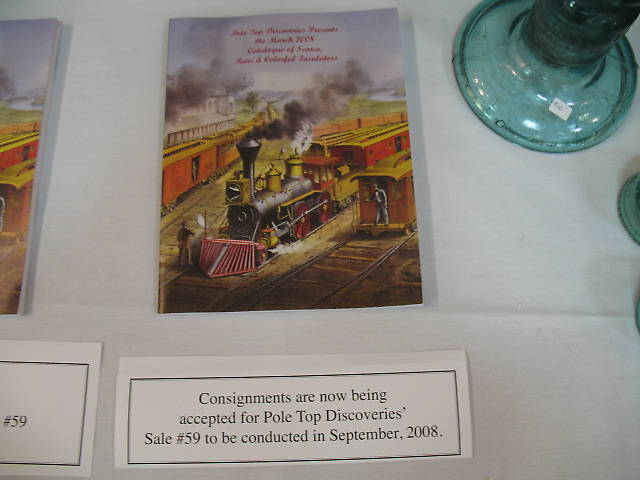 Pole Top Discoveries Presents
the March 2008
Catalogue of Scarce,
Rare & Colorful Insulators
#59
Consignments are now being
accepted for Pole Top Discoveries'
Sale #59 to be conducted in September, 2008.